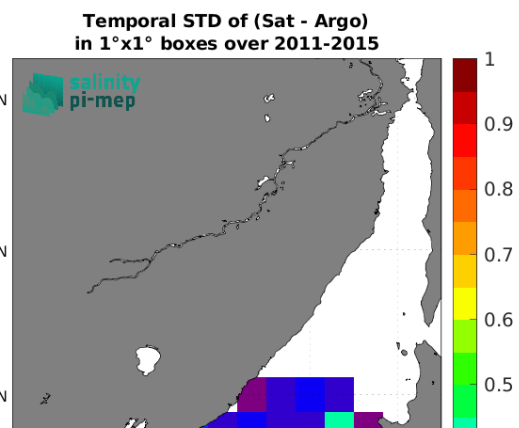 Temporal STD of (Sat - Argo)
in 1°x1° boxes over 2011-2015
salinity
pi-mep
N
N
N
1
0.9
0.8
0.7
0.6
0.5